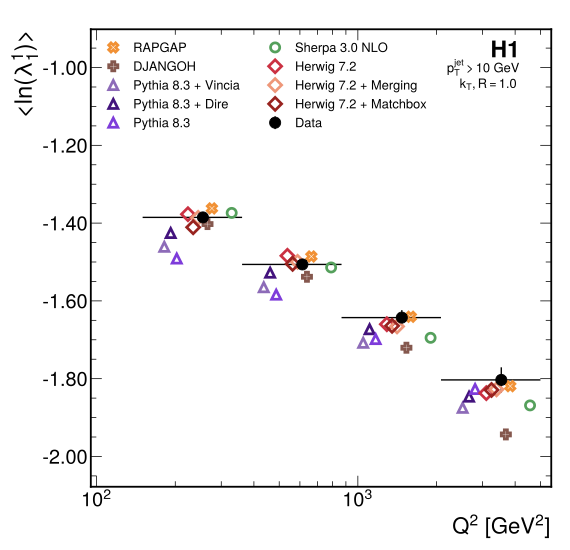 <ln(λ₁¹)>
-1.00
-1.20
-1.40
-1.60
-1.80
-2.00
RAPGAP
DJANGOH
Pythia 8.3 + Vincia
Pythia 8.3 + Dire
Pythia 8.3
Sherpa 3.0 NLO
Herwig 7.2
Herwig 7.2 + Merging
Herwig 7.2 + Matchbox
Data
H1
p_T^jet > 10 GeV
k_T, R = 1.0
10²
10³
Q² [GeV²]